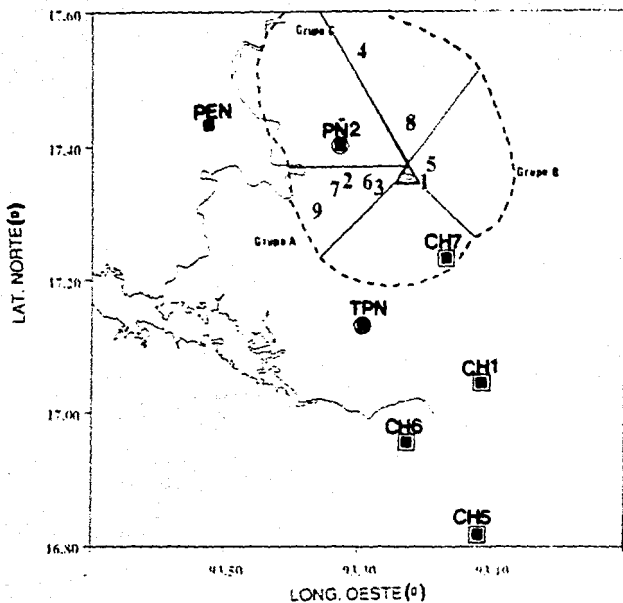 17.60
Grupo C
4
PEN
PÑ2
8
17.40
5
7 2 6 3 1
Grupo B
9
Grupo A
CH7
17.20
TPN
CH1
17.00
CH6
CH5
16.80
93.50 93.30 93.10
LAT. NORTE(º)
LONG. OESTE(º)